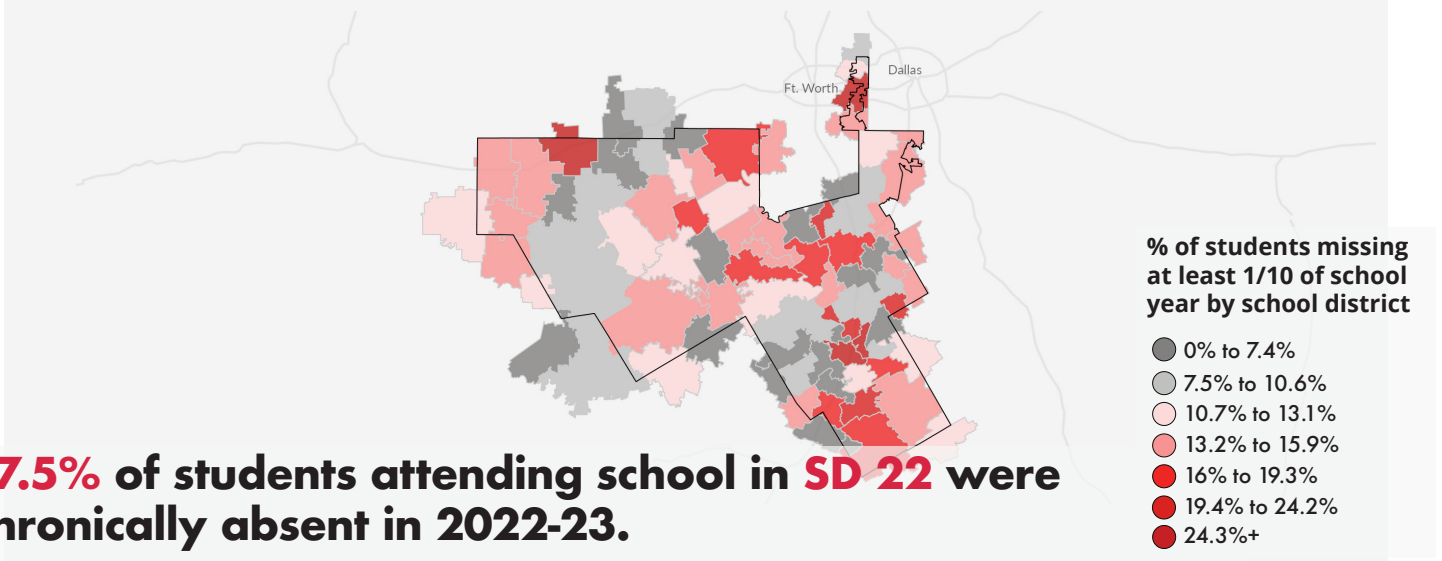 Dallas
Ft. Worth
% of students missing
at least 1/10 of school
year by school district
0% to 7.4%
7.5% to 10.6%
10.7% to 13.1%
13.2% to 15.9%
16% to 19.3%
19.4% to 24.2%
24.3%+
7.5% of students attending school in SD 22 were
hronically absent in 2022-23.